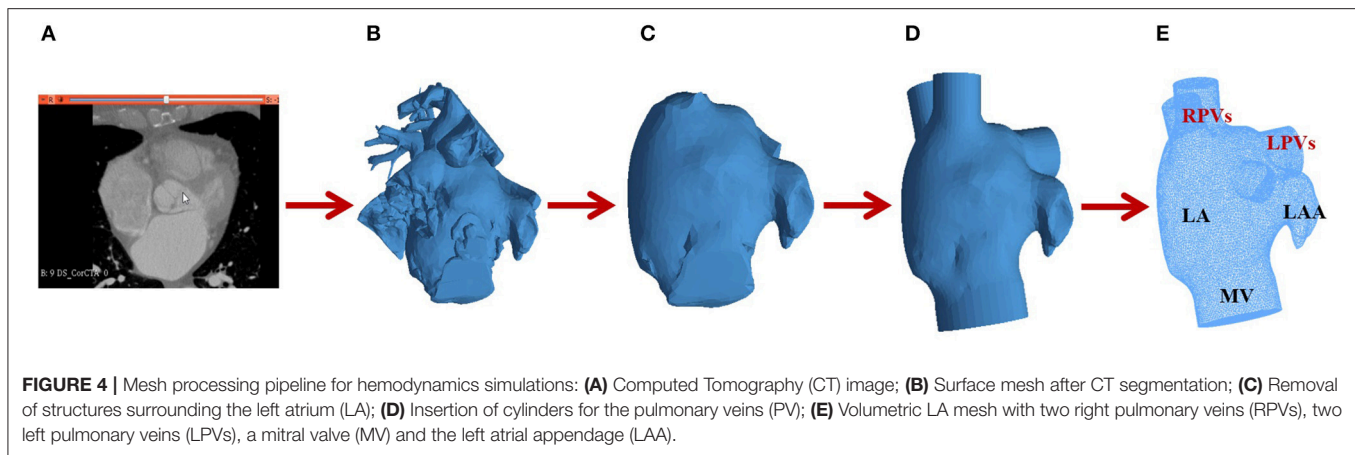 A
B
C
D
E
R
S:
B: 9 DS_CorCTA 0
RPVs
LPVs
LA
LAA
MV
FIGURE 4 | Mesh processing pipeline for hemodynamics simulations: (A) Computed Tomography (CT) image; (B) Surface mesh after CT segmentation; (C) Removal
of structures surrounding the left atrium (LA); (D) Insertion of cylinders for the pulmonary veins (PV); (E) Volumetric LA mesh with two right pulmonary veins (RPVs), two
left pulmonary veins (LPVs), a mitral valve (MV) and the left atrial appendage (LAA).